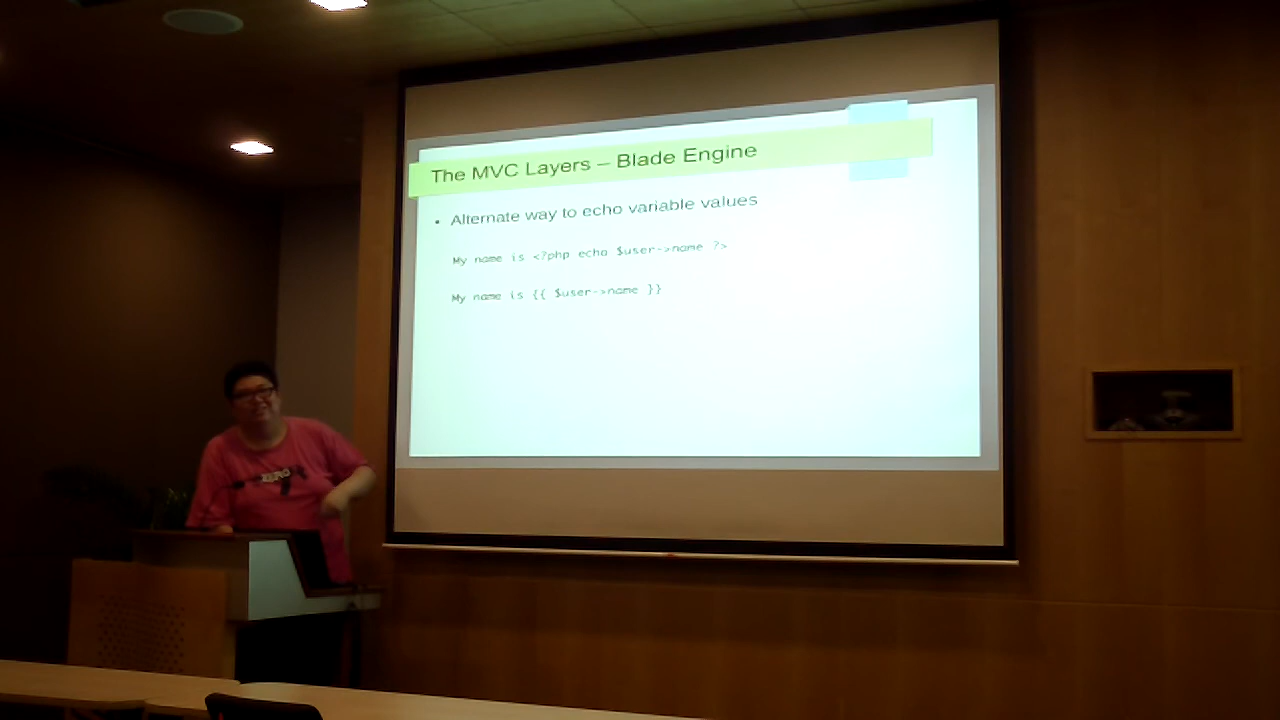 The MVC Layers – Blade Engine
• Alternate way to echo variable values
My name is <?php echo $user->name ?>
My name is {{ $user->name }}
ZERO